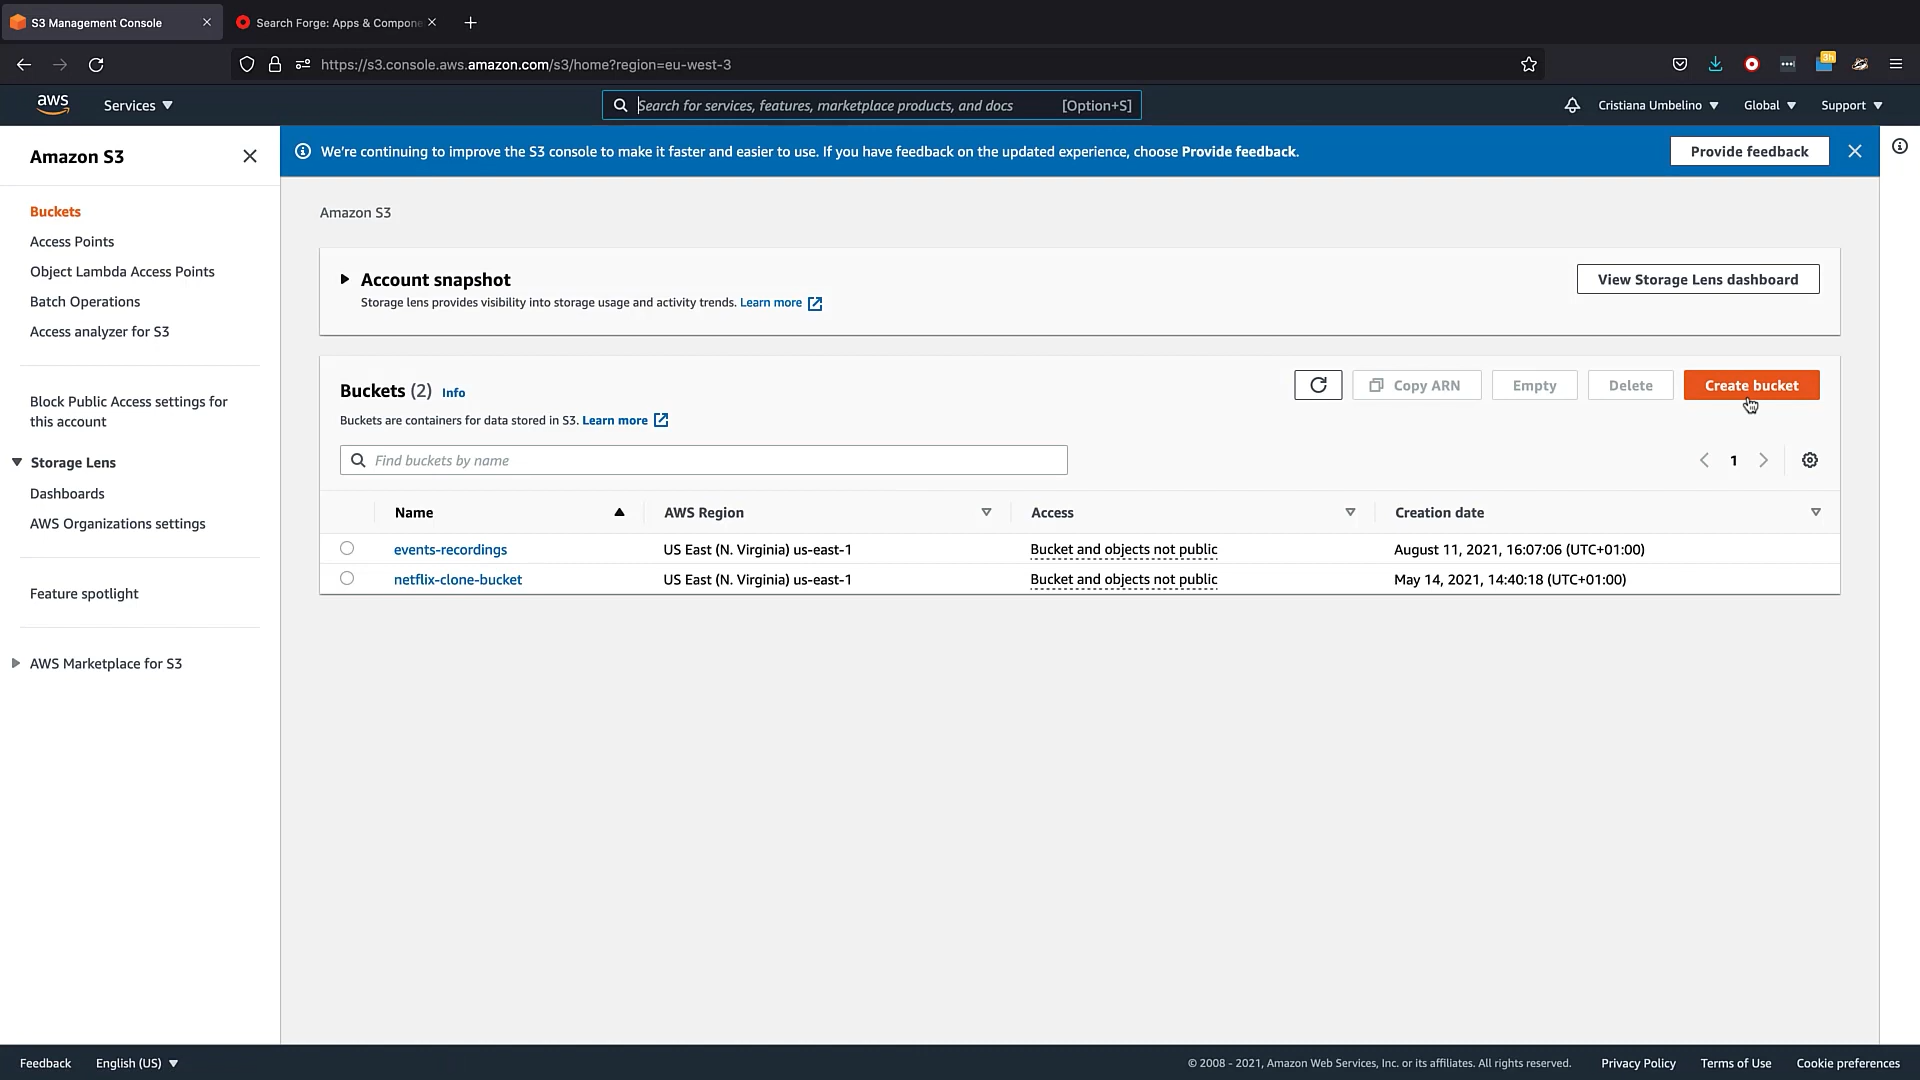 S3 Management Console
Search Forge: Apps & Compone
https://s3.console.aws.amazon.com/s3/home?region=eu-west-3
3h
aws
Services
Search for services, features, marketplace products, and docs
[Option+S]
Cristiana Umbelino
Global
Support
Amazon S3
We're continuing to improve the S3 console to make it faster and easier to use. If you have feedback on the updated experience, choose Provide feedback.
Provide feedback
Buckets
Access Points
Object Lambda Access Points
Batch Operations
Access analyzer for S3
Block Public Access settings for
this account
Storage Lens
Dashboards
AWS Organizations settings
Feature spotlight
AWS Marketplace for S3
Amazon S3
Account snapshot
Storage lens provides visibility into storage usage and activity trends. Learn more
View Storage Lens dashboard
Buckets (2) Info
Buckets are containers for data stored in S3. Learn more
Copy ARN
Empty
Delete
Create bucket
Find buckets by name
1
Name
AWS Region
Access
Creation date
events-recordings
US East (N. Virginia) us-east-1
Bucket and objects not public
August 11, 2021, 16:07:06 (UTC+01:00)
netflix-clone-bucket
US East (N. Virginia) us-east-1
Bucket and objects not public
May 14, 2021, 14:40:18 (UTC+01:00)
Feedback
English (US)
© 2008 - 2021, Amazon Web Services, Inc. or its affiliates. All rights reserved.
Privacy Policy
Terms of Use
Cookie preferences